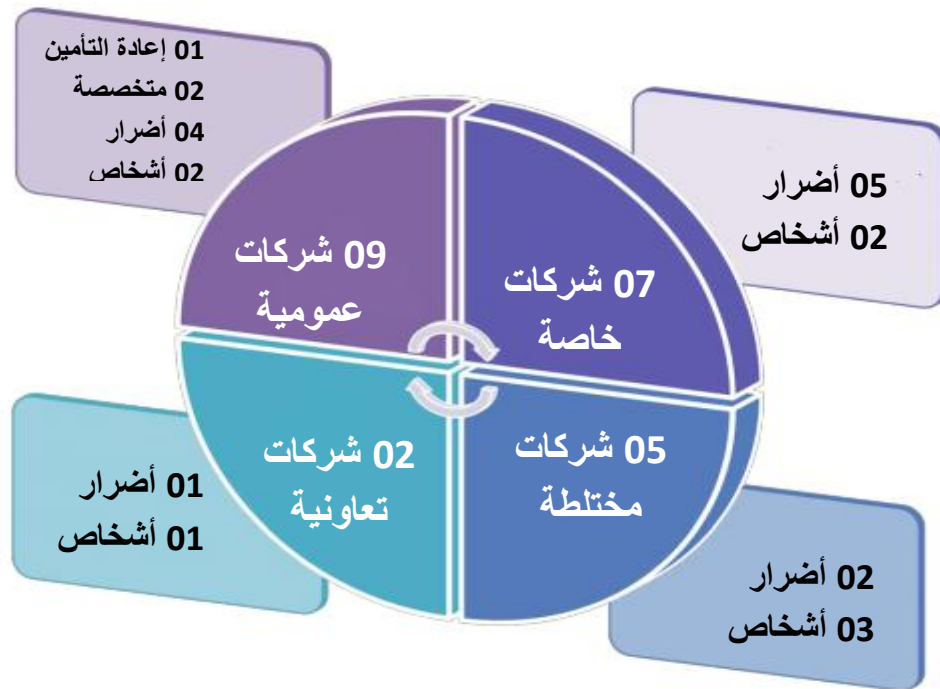 01 إعادة التأمين
02 متخصصة
04 أضرار
02 أشخاص
05 أضرار
02 أشخاص
09 شركات
عمومية
07 شركات
خاصة
02 شركات
تعاونية
05 شركات
مختلطة
01 أضرار
01 أشخاص
02 أضرار
03 أشخاص